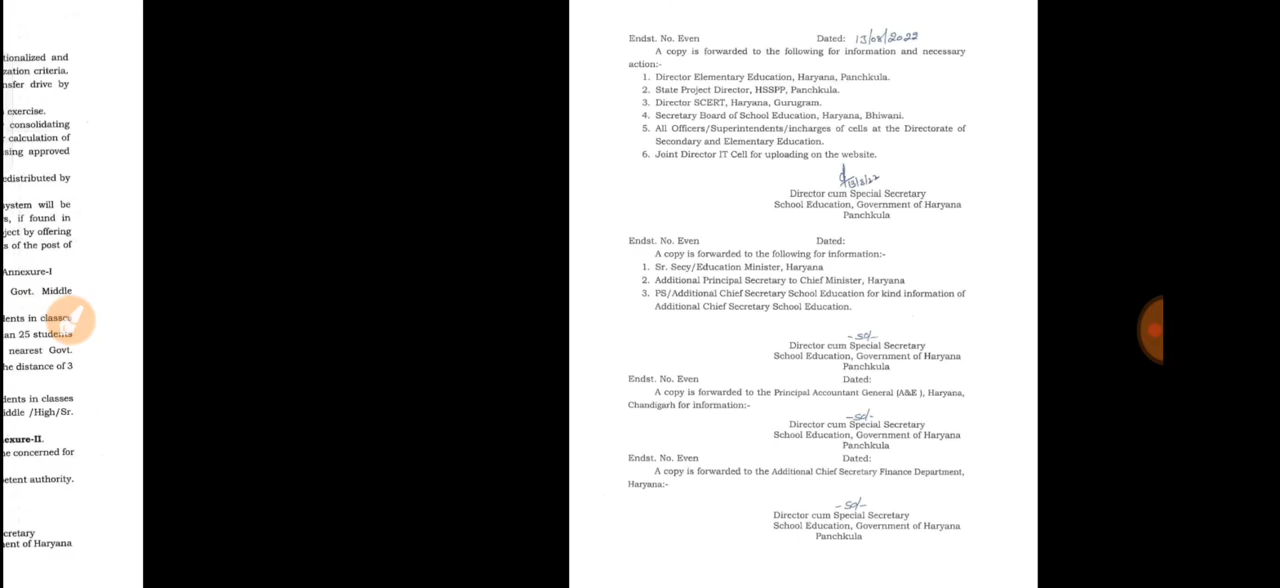 tionalized and
zation criteria.
nsfer drive by
exercise.
consolidating
calculation of
sing approved
edistributed by
ystem will be
s, if found in
ject by offering
s of the post of
Annexure-I
Govt. Middle
lents in classes
an 25 students
nearest Govt.
he distance of 3
lents in classes
iddle /High/Sr.
exure-II.
e concerned for
etent authority.
cretary
ent of Haryana
Endst. No. Even Dated: 13/08/2022
A copy is forwarded to the following for information and necessary
action:-
1. Director Elementary Education, Haryana, Panchkula.
2. State Project Director, HSSPP, Panchkula.
3. Director SCERT, Haryana, Gurugram.
4. Secretary Board of School Education, Haryana, Bhiwani.
5. All Officers/Superintendents/incharges of cells at the Directorate of
Secondary and Elementary Education.
6. Joint Director IT Cell for uploading on the website.
13/8/22
Director cum Special Secretary
School Education, Government of Haryana
Panchkula
Endst. No. Even Dated:
A copy is forwarded to the following for information:-
1. Sr. Secy/Education Minister, Haryana
2. Additional Principal Secretary to Chief Minister, Haryana
3. PS/Additional Chief Secretary School Education for kind information of
Additional Chief Secretary School Education.
-sd-
Director cum Special Secretary
School Education, Government of Haryana
Panchkula
Endst. No. Even Dated:
A copy is forwarded to the Principal Accountant General (A&E ), Haryana,
Chandigarh for information:-
-sd-
Director cum Special Secretary
School Education, Government of Haryana
Panchkula
Endst. No. Even Dated:
A copy is forwarded to the Additional Chief Secretary Finance Department,
Haryana:-
-sd-
Director cum Special Secretary
School Education, Government of Haryana
Panchkula